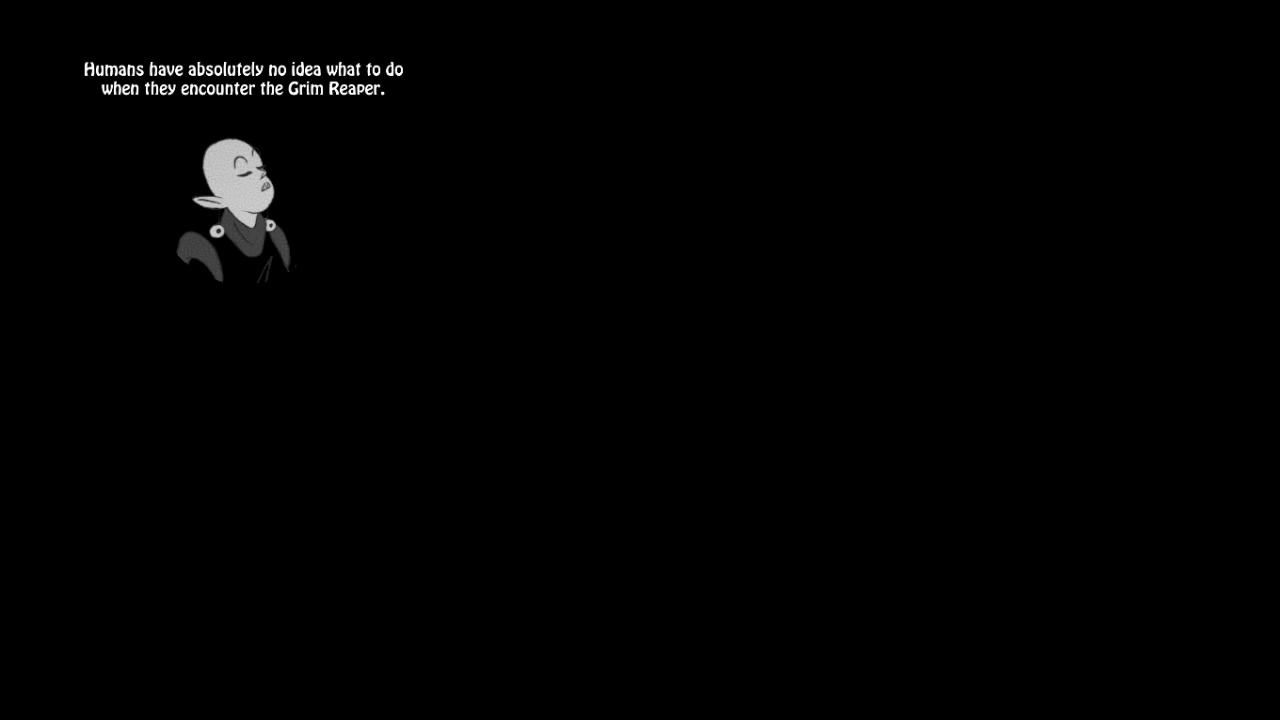 Humans have absolutely no idea what to do
when they encounter the Grim Reaper.